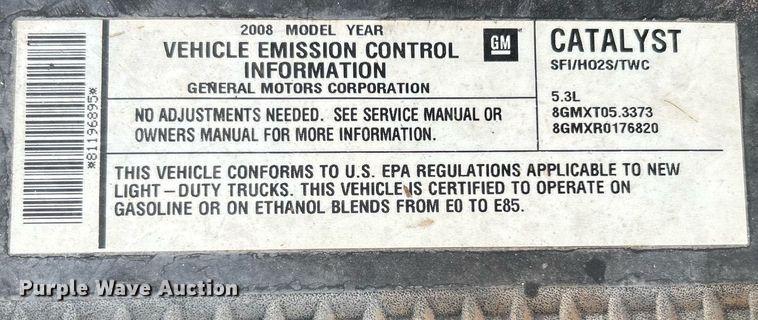 *81196895*
2008 MODEL YEAR
VEHICLE EMISSION CONTROL
INFORMATION
GENERAL MOTORS CORPORATION
GM
CATALYST
SFI/HO2S/TWC
5.3L
8GMXT05.3373
8GMXR0176820
NO ADJUSTMENTS NEEDED. SEE SERVICE MANUAL OR
OWNERS MANUAL FOR MORE INFORMATION.
THIS VEHICLE CONFORMS TO U.S. EPA REGULATIONS APPLICABLE TO NEW
LIGHT-DUTY TRUCKS. THIS VEHICLE IS CERTIFIED TO OPERATE ON
GASOLINE OR ON ETHANOL BLENDS FROM E0 TO E85.
Purple Wave Auction